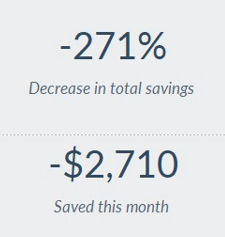 -271%
Decrease in total savings
-$2,710
Saved this month